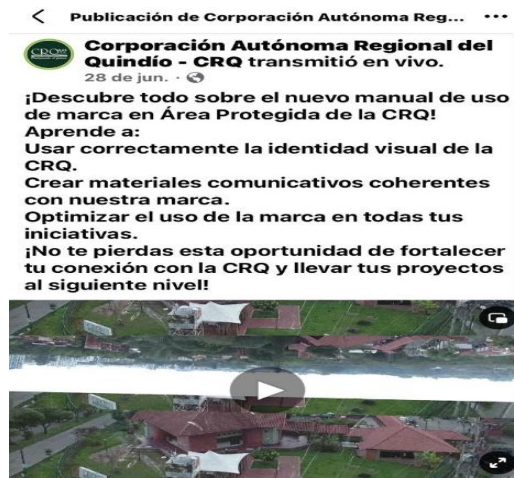 Publicación de Corporación Autónoma Reg...
CRQ
Corporación Autónoma Regional del
Quindío - CRQ transmitió en vivo.
28 de jun. ·
¡Descubre todo sobre el nuevo manual de uso
de marca en Área Protegida de la CRQ!
Aprende a:
Usar correctamente la identidad visual de la
CRQ.
Crear materiales comunicativos coherentes
con nuestra marca.
Optimizar el uso de la marca en todas tus
iniciativas.
¡No te pierdas esta oportunidad de fortalecer
tu conexión con la CRQ y llevar tus proyectos
al siguiente nivel!